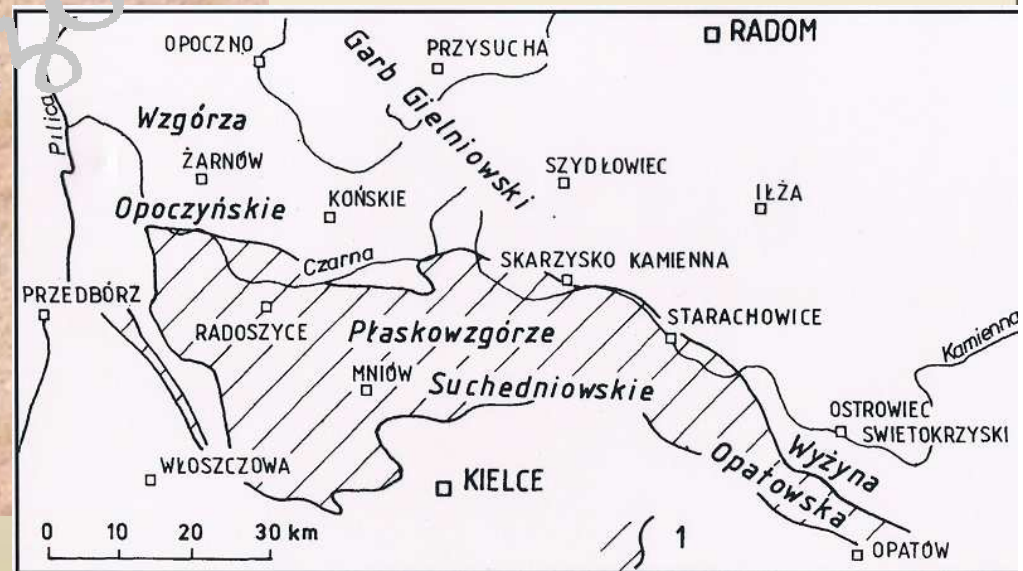 RADOM
OPOCZNO
PRZYSUCHA
Garb Gielniowski
Pilica
Wzgórza
ŻARNÓW
SZYDŁOWIEC
KOŃSKIE
IŁŻA
Opoczyńskie
Czarna
SKARZYSKO KAMIENNA
PRZEDBÓRZ
RADOSZYCE
Płaskowzgórze
STARACHOWICE
Kamienna
MNIÓW
Suchedniowskie
OSTROWIEC
SWIETOKRZYSKI
WŁOSZCZOWA
KIELCE
Wyżyna
Opatowska
0 10 20 30 km
1
OPATÓW